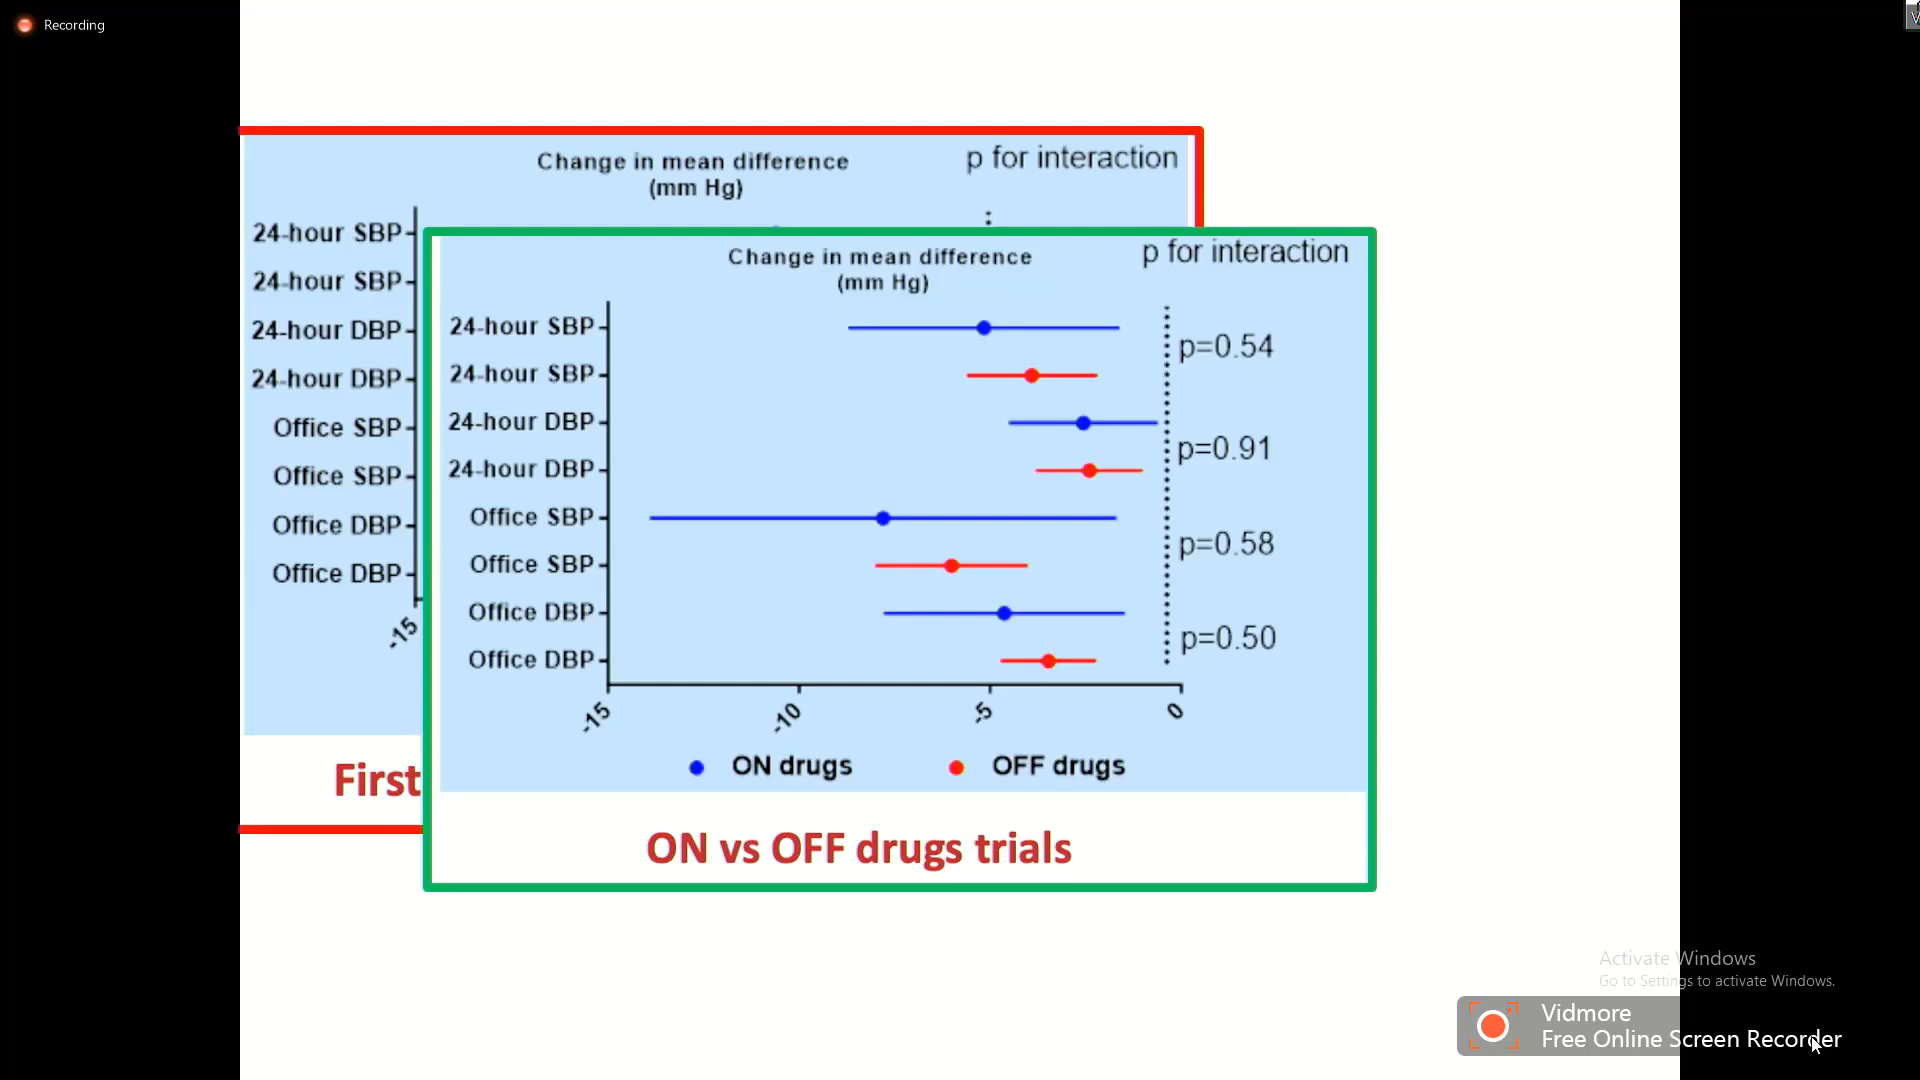 Recording
Change in mean difference
(mm Hg)
p for interaction
24-hour SBP
24-hour SBP
24-hour DBP
24-hour DBP
Office SBP
Office SBP
Office DBP
Office DBP
-15
First
Change in mean difference
(mm Hg)
p for interaction
24-hour SBP
p=0.54
24-hour SBP
24-hour DBP
p=0.91
24-hour DBP
Office SBP
p=0.58
Office SBP
Office DBP
p=0.50
Office DBP
-15 -10 -5 0
ON drugs OFF drugs
ON vs OFF drugs trials
Activate Windows
Go to Settings to activate Windows.
Vidmore
Free Online Screen Recorder